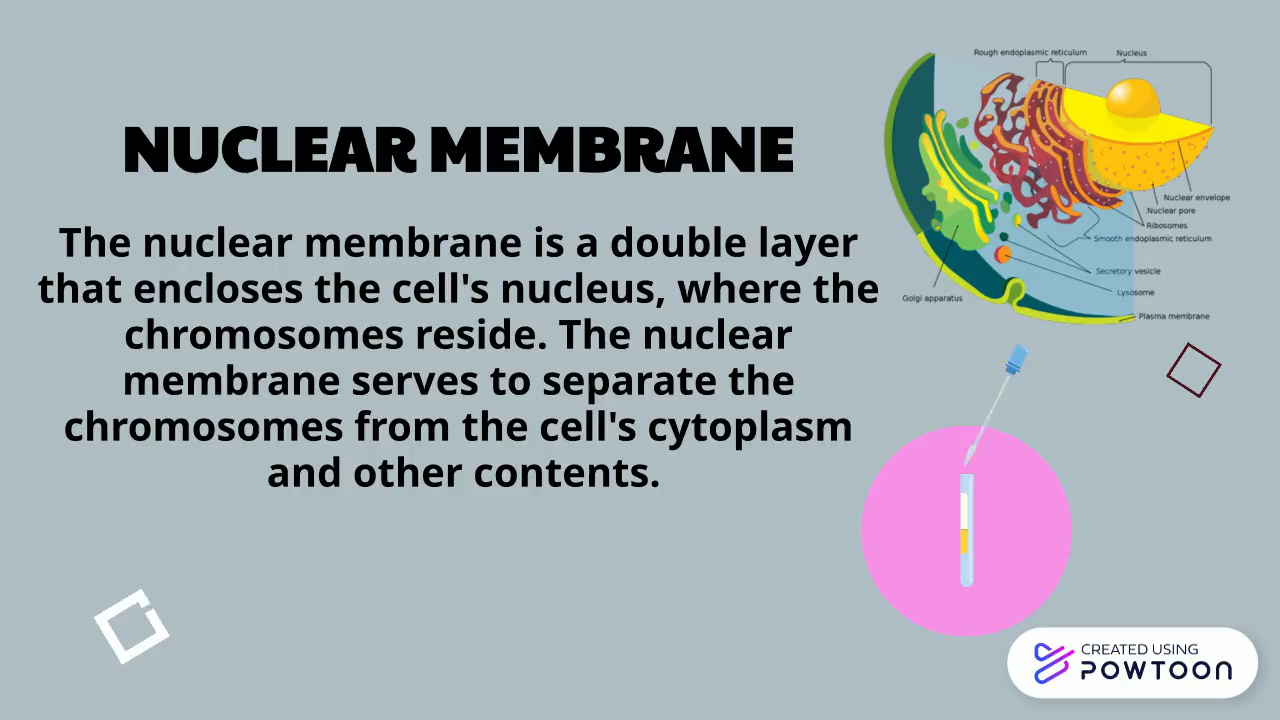 NUCLEAR MEMBRANE
The nuclear membrane is a double layer
that encloses the cell's nucleus, where the
chromosomes reside. The nuclear
membrane serves to separate the
chromosomes from the cell's cytoplasm
and other contents.
Rough endoplasmic reticulum
Nucleus
Nuclear envelope
Nuclear pore
Ribosomes
Smooth endoplasmic reticulum
Secretory vesicle
Lysosome
Golgi apparatus
Plasma membrane
CREATED USING
POWTOON